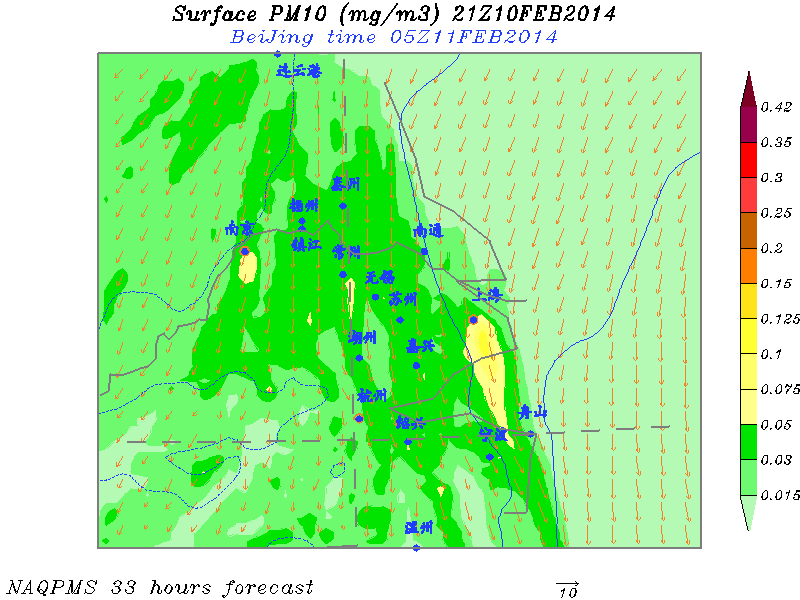 Surface PM10 (mg/m3) 21Z10FEB2014
BeiJing time 05Z11FEB2014
连云港
0.42
0.35
0.3
0.25
0.2
0.15
0.125
0.1
0.075
0.05
0.03
0.015
泰州
扬州
南京
镇江
南通
常州
无锡
苏州
上海
湖州
嘉兴
杭州
绍兴
舟山
宁波
温州
NAQPMS 33 hours forecast
10